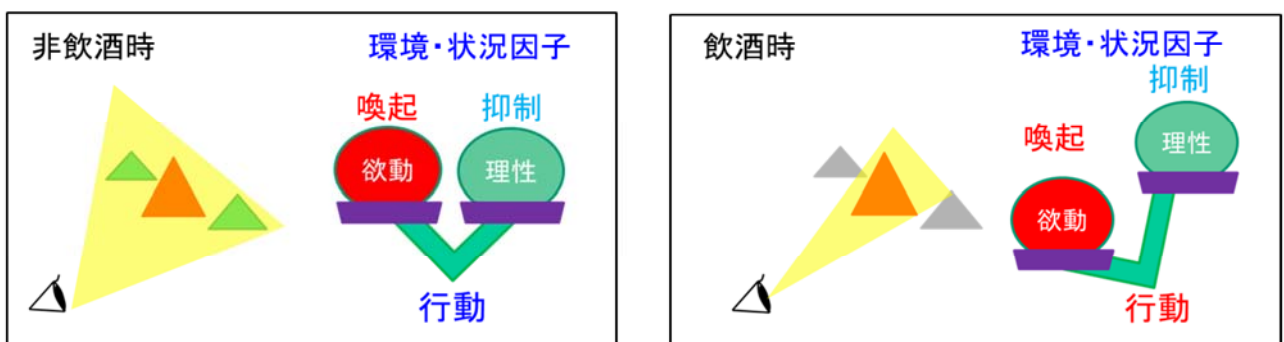 非飲酒時
環境・状況因子
喚起
抑制
欲動
理性
行動
飲酒時
環境・状況因子
抑制
喚起
理性
欲動
行動